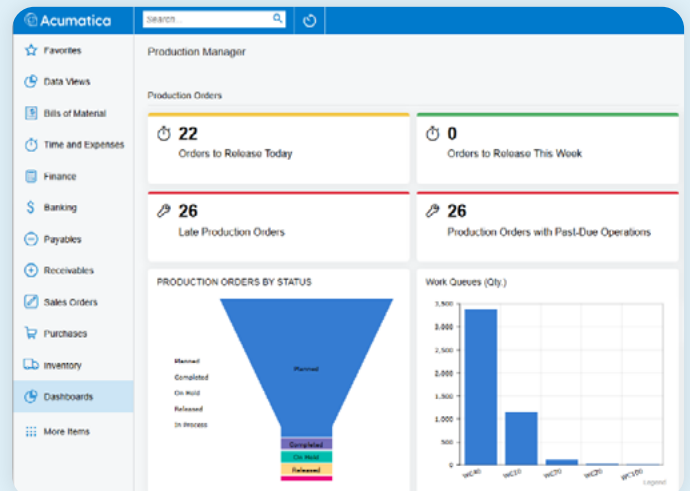 Acumatica
Search...
Favorites
Data Views
Bills of Material
Time and Expenses
Finance
Banking
Payables
Receivables
Sales Orders
Purchases
Inventory
Dashboards
More Items
Production Manager
Production Orders
22
Orders to Release Today
0
Orders to Release This Week
26
Late Production Orders
26
Production Orders with Past-Due Operations
PRODUCTION ORDERS BY STATUS
Planned
Completed
On Hold
Released
In Process
Planned
Completed
On Hold
Released
Work Queues (Qty.)
3,500
3,000
2,500
2,000
1,500
1,000
500
0
WC40
WC10
WC30
WC20
WC100
Legend